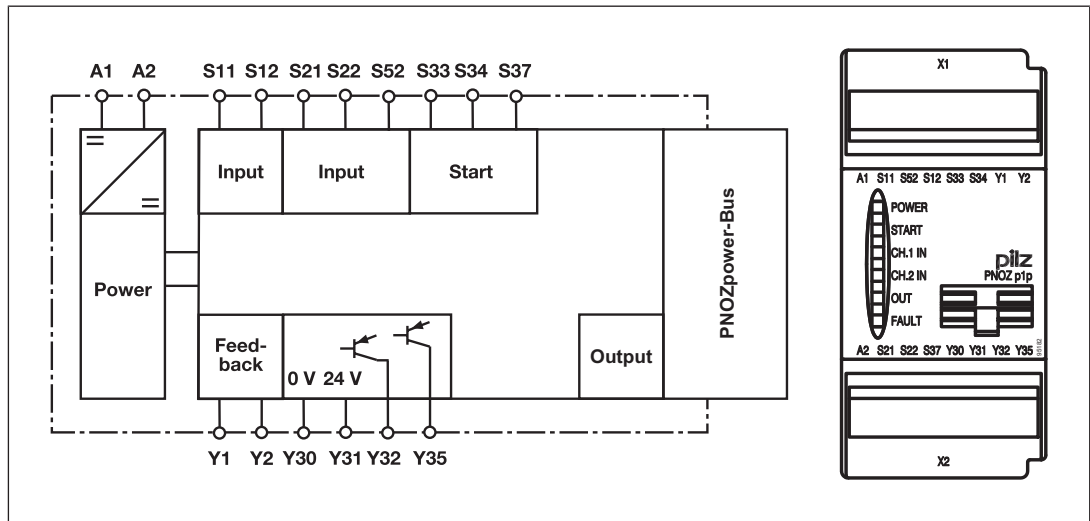 A1 A2 S11 S12 S21 S22 S52 S33 S34 S37
Input Input Start
Power
PNOZpower-Bus
Feed-
back
0 V 24 V
Output
Y1 Y2 Y30 Y31 Y32 Y35
X1
A1 S11 S52 S12 S33 S34 Y1 Y2
POWER
START
CH.1 IN
CH.2 IN
OUT
FAULT
pilz
PNOZ p1p
A2 S21 S22 S37 Y30 Y31 Y32 Y35
95182
X2